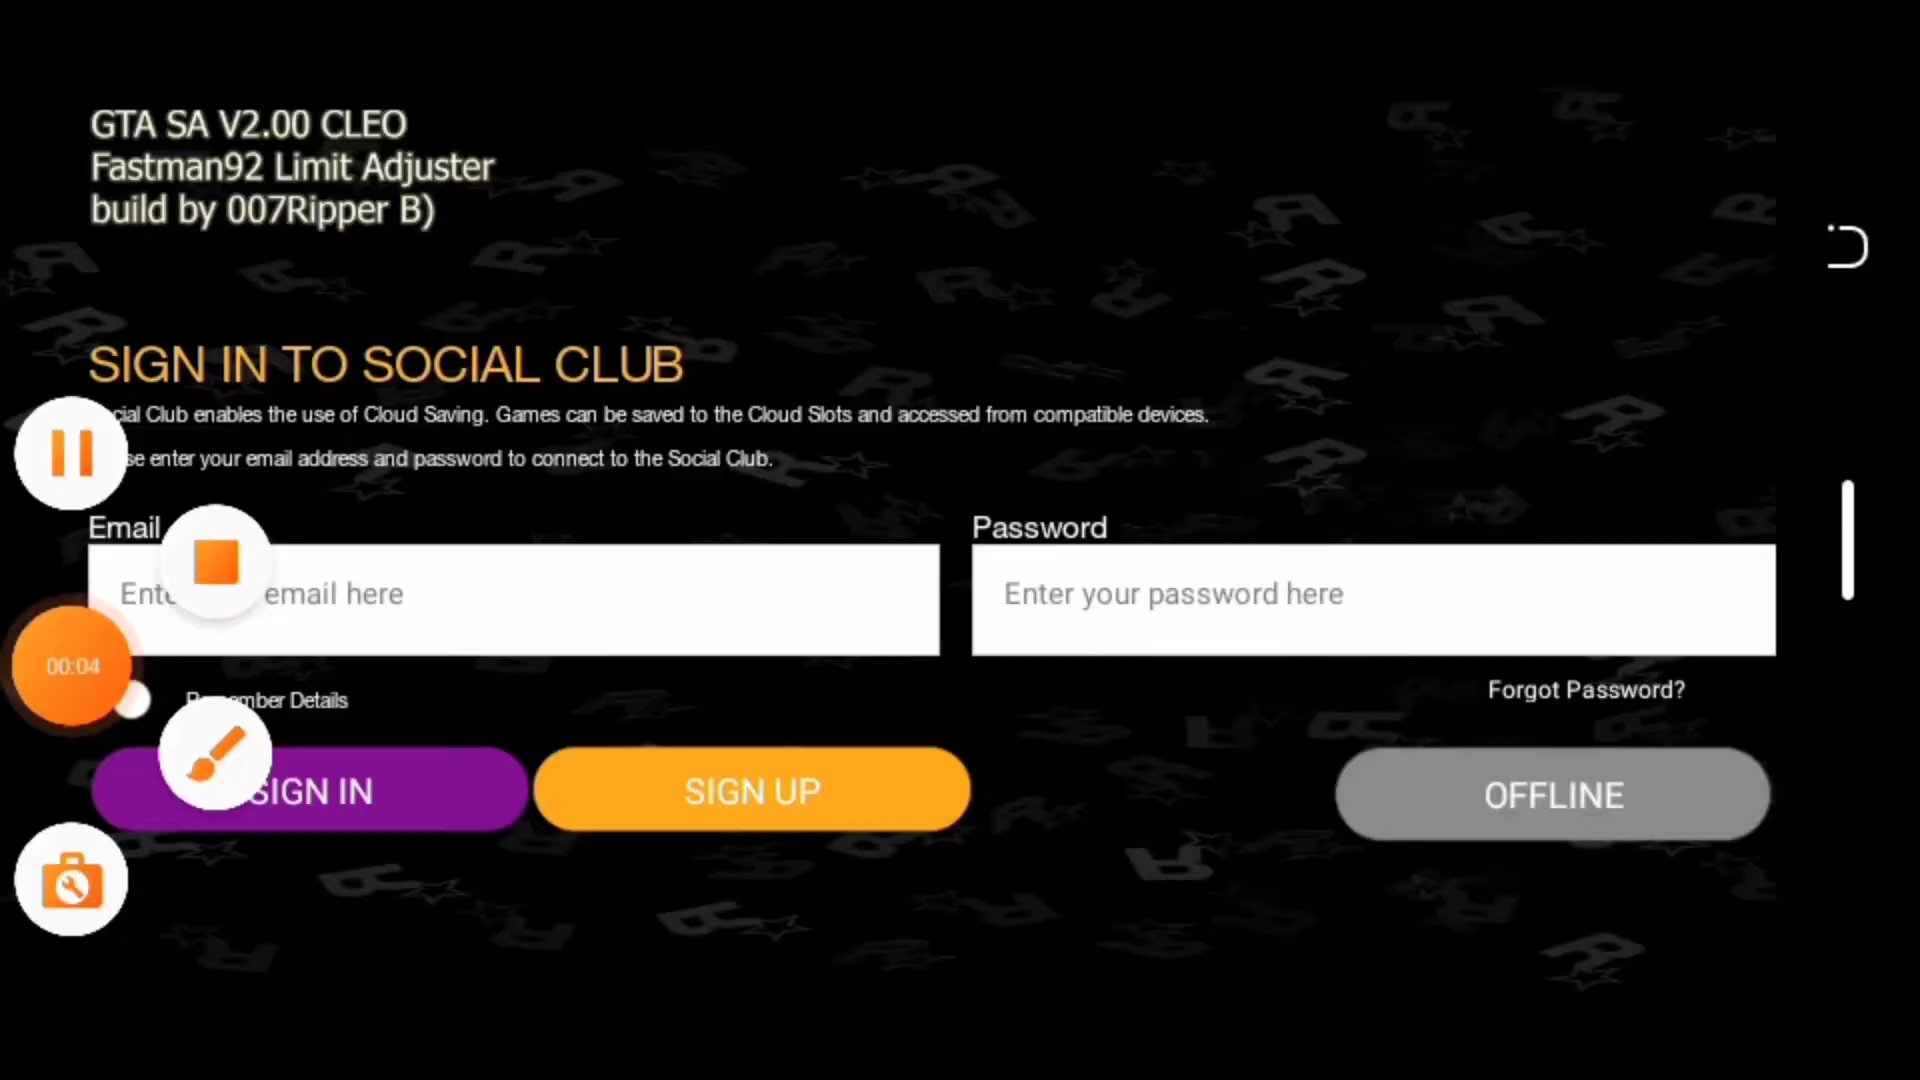 GTA SA V2.00 CLEO
Fastman92 Limit Adjuster
build by 007Ripper B)
SIGN IN TO SOCIAL CLUB
cial Club enables the use of Cloud Saving. Games can be saved to the Cloud Slots and accessed from compatible devices.
se enter your email address and password to connect to the Social Club.
Email
Password
email here
Enter your password here
00:04
Details
Forgot Password?
SIGN IN
SIGN UP
OFFLINE